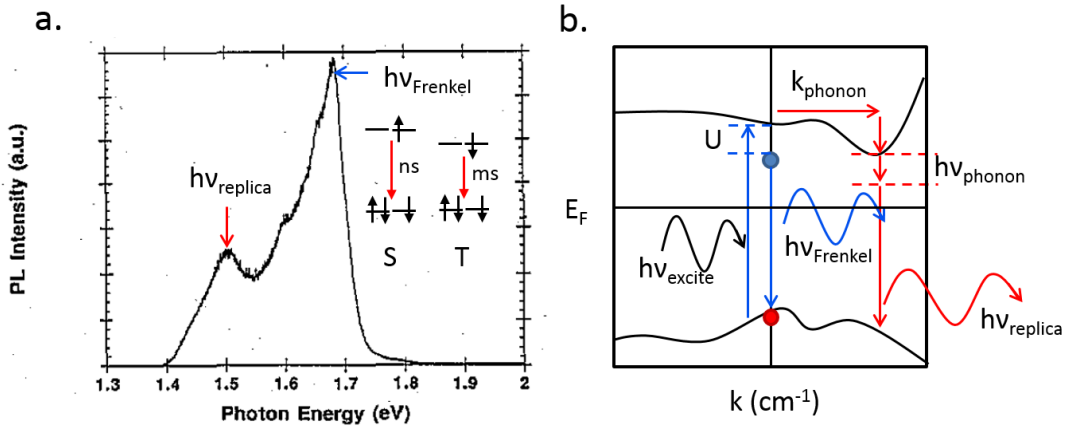 a.
PL Intensity (a.u.)
hνFrenkel
hνreplica
ns
ms
S
T
1.3 1.4 1.5 1.6 1.7 1.8 1.9 2
Photon Energy (eV)
b.
kphonon
U
hνphonon
EF
hνexcite
hνFrenkel
hνreplica
k (cm-1)